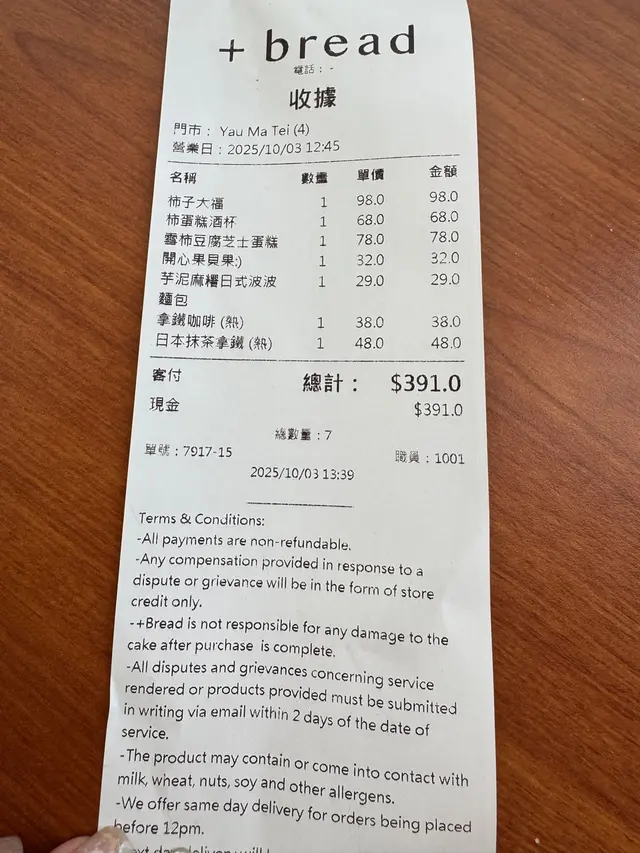 + bread
電話： -
收據
門市： Yau Ma Tei (4)
營業日：2025/10/03 12:45
名稱 數量 單價 金額
柿子大福 1 98.0 98.0
柿蛋糕酒杯 1 68.0 68.0
雪柿豆腐芝士蛋糕 1 78.0 78.0
開心果貝果:) 1 32.0 32.0
芋泥麻糬日式波波 1 29.0 29.0
麵包
拿鐵咖啡 (熱) 1 38.0 38.0
日本抹茶拿鐵 (熱) 1 48.0 48.0
客付 總計： $391.0
現金 $391.0
總數量：7
單號：7917-15 職員：1001
2025/10/03 13:39
Terms & Conditions:
-All payments are non-refundable.
-Any compensation provided in response to a
dispute or grievance will be in the form of store
credit only.
-+Bread is not responsible for any damage to the
cake after purchase is complete.
-All disputes and grievances concerning service
rendered or products provided must be submitted
in writing via email within 2 days of the date of
service.
-The product may contain or come into contact with
milk, wheat, nuts, soy and other allergens.
-We offer same day delivery for orders being placed
before 12pm.